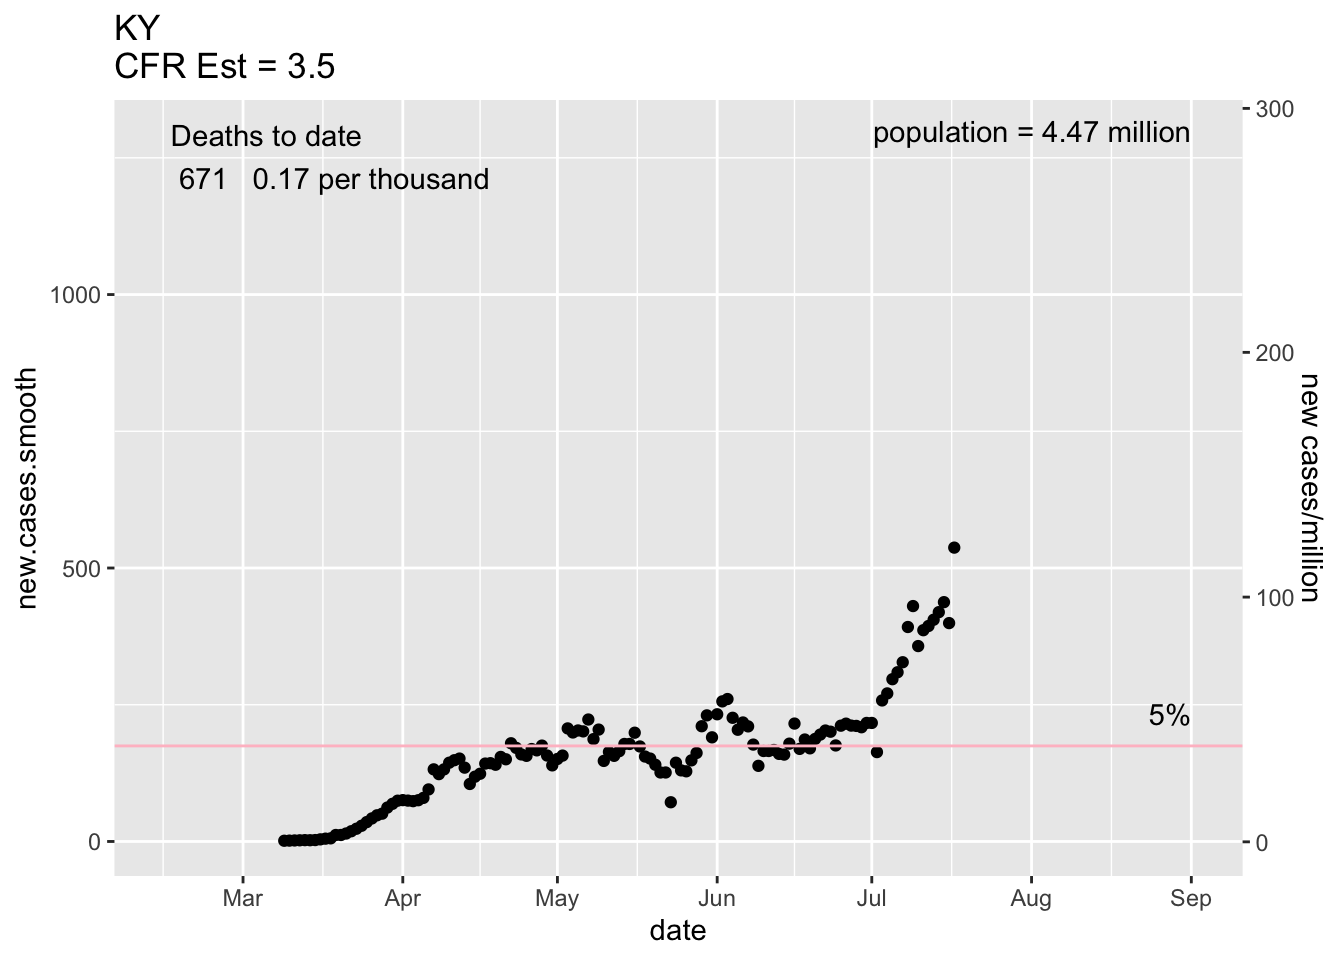 KY
CFR Est = 3.5
Deaths to date
671 0.17 per thousand
population = 4.47 million
new.cases.smooth
1000
500
0
300
200
100
0
new cases/million
5%
Mar Apr May Jun Jul Aug Sep
date